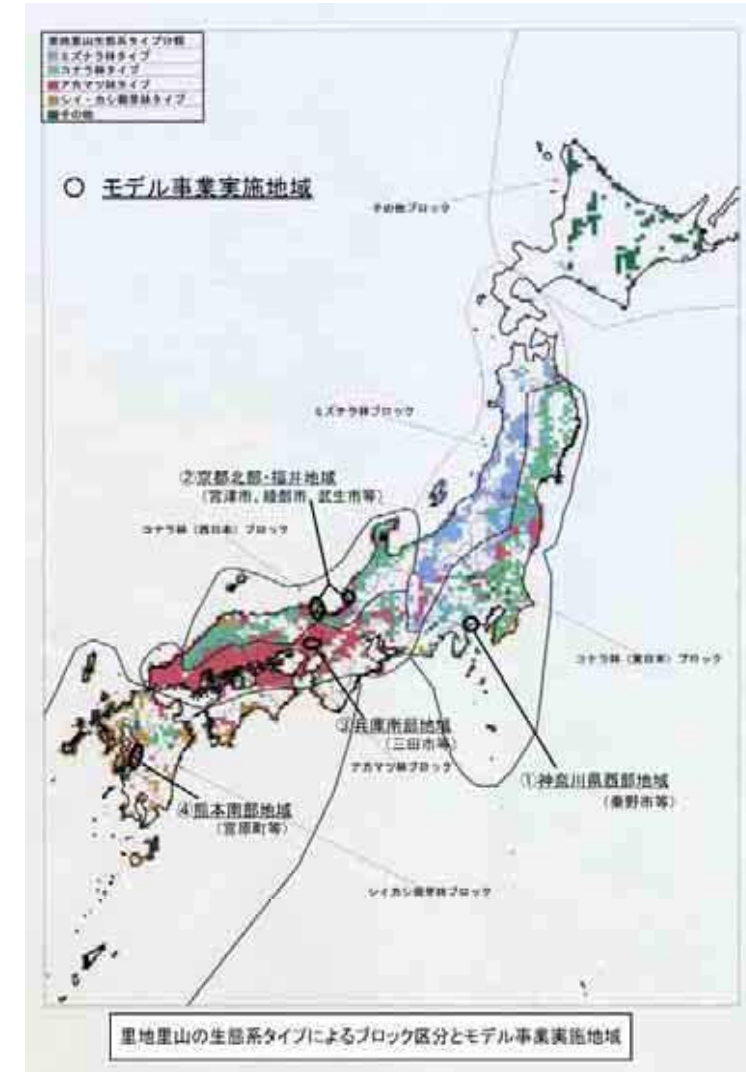 里地里山生態系タイプ分類
ミズナラ林タイプ
コナラ林タイプ
アカマツ林タイプ
シイ・カシ萌芽林タイプ
その他
○ モデル事業実施地域
その他ブロック
ミズナラ林ブロック
②京都北部・福井地域
(宮津市、綾部市、武生市等)
コナラ林(西日本)ブロック
コナラ林(東日本)ブロック
③兵庫南部地域
(三田市等)
アカマツ林ブロック
①神奈川県西部地域
(秦野市等)
④熊本南部地域
(宮原町等)
シイカシ萌芽林ブロック
里地里山の生態系タイプによるブロック区分とモデル事業実施地域